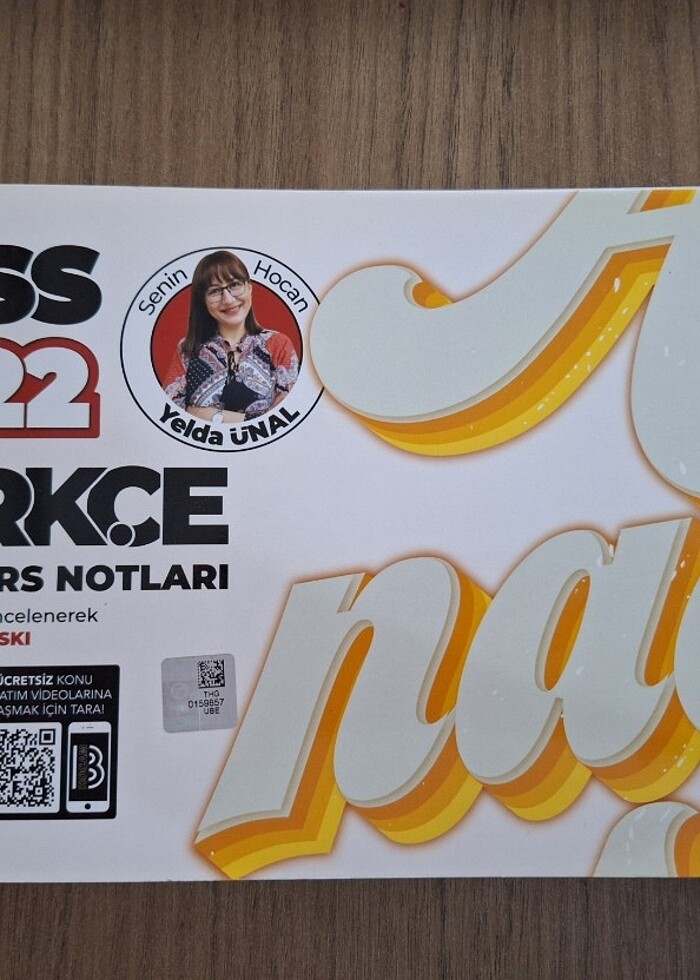 SS
22
Senin Hocan
Yelda ÜNAL
RKÇE
RS NOTLARI
ncelenerek
SKI
ÜCRETSİZ KONU
ATIM VİDEOLARINA
AŞMAK İÇİN TARA!
THG
0159657
UBE
na